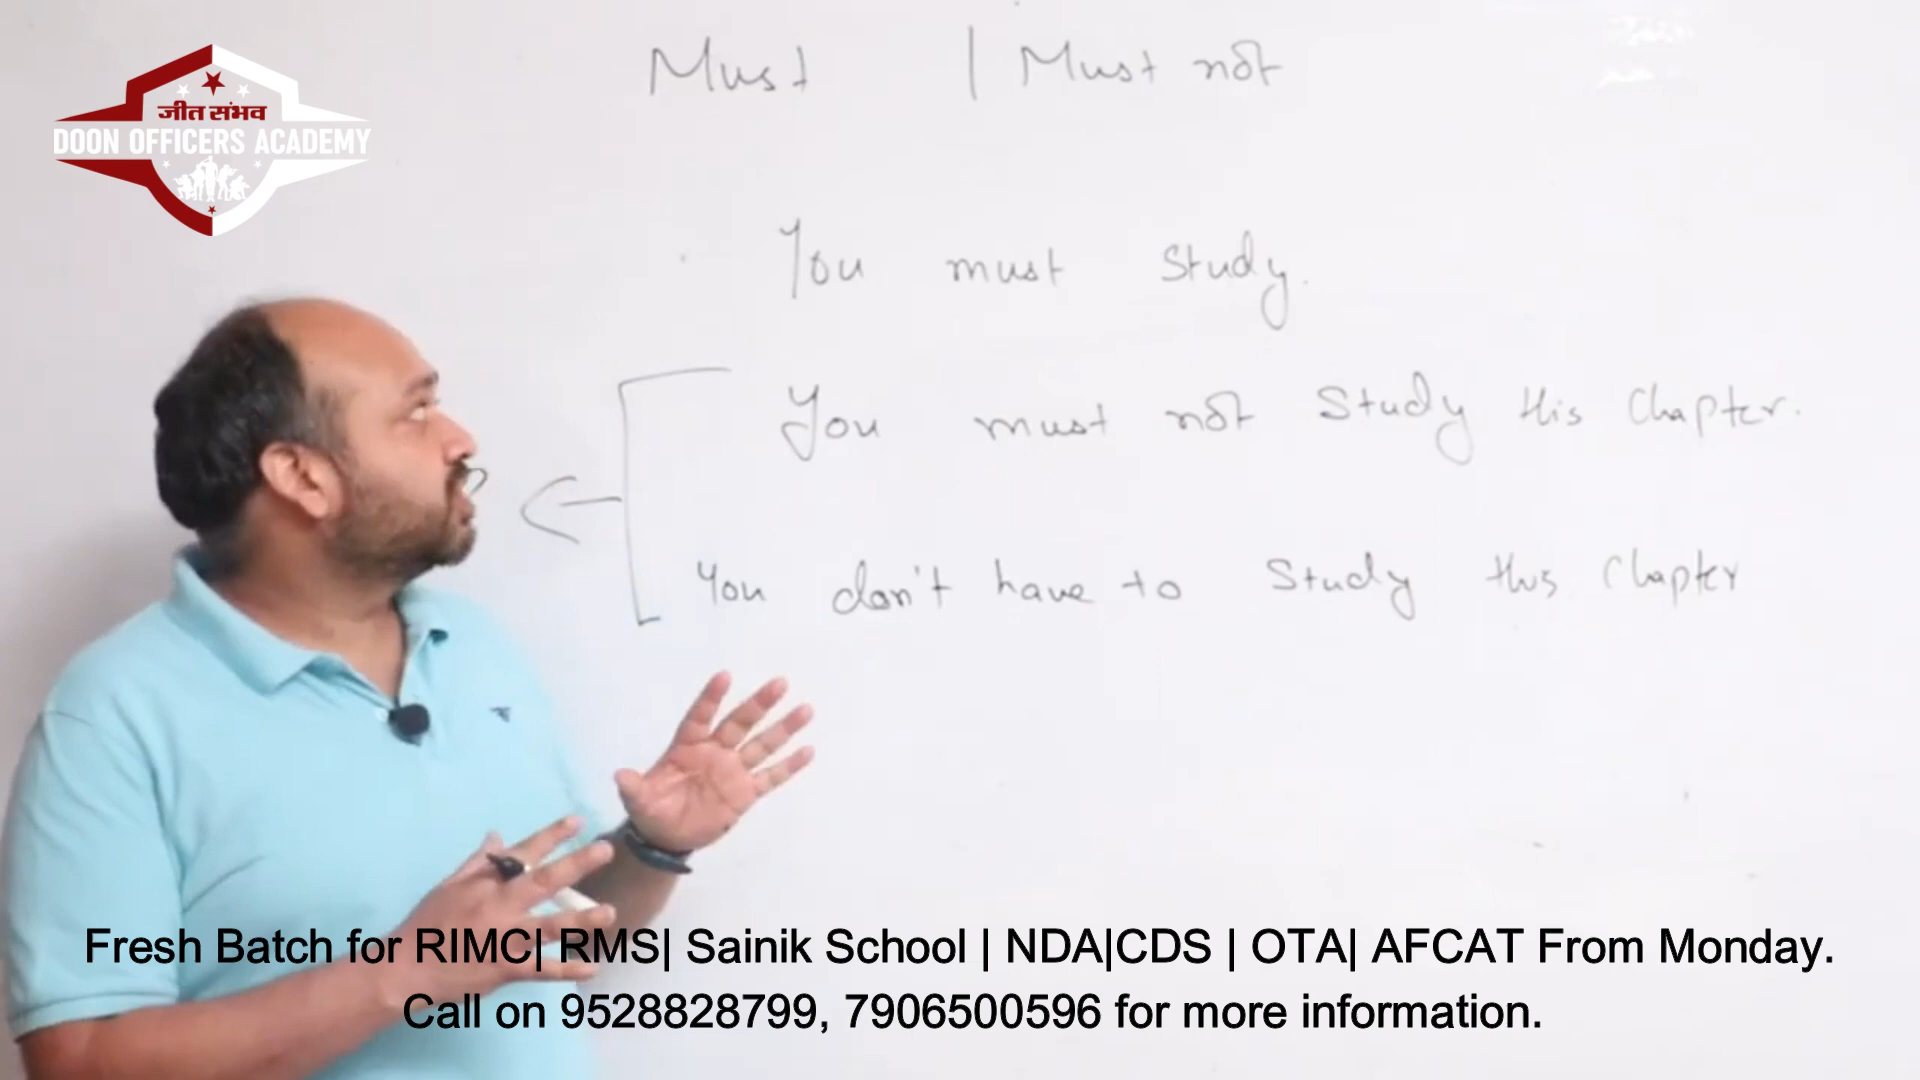 जीत संभव
DOON OFFICERS ACADEMY
Must | Must not
You must study.
You must not study this chapter.
You don't have to study this chapter
Fresh Batch for RIMC| RMS| Sainik School | NDA|CDS | OTA| AFCAT From Monday.
Call on 9528828799, 7906500596 for more information.